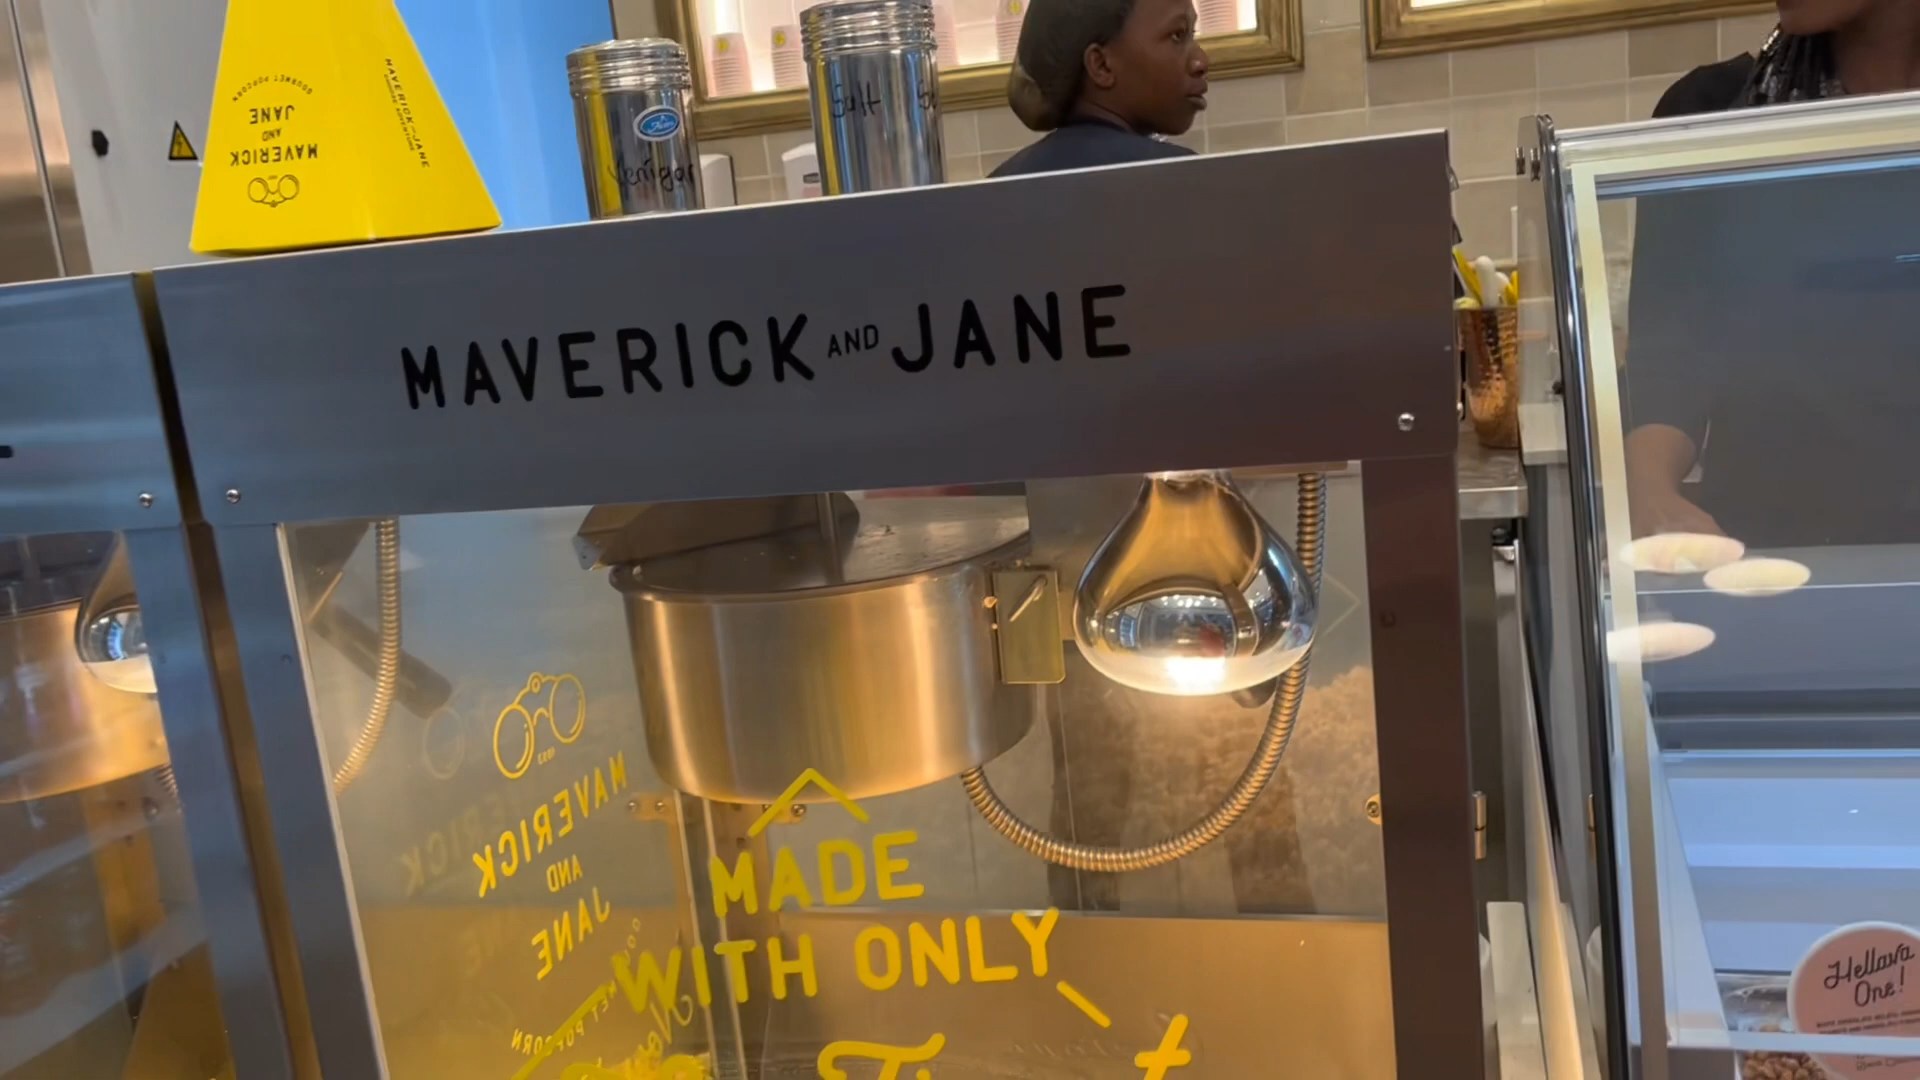 MAVERICK AND JANE
GOURMET POPCORN
JANE
AND
MAVERICK
MAVERICK AND JANE
Venigar
Salt
MAVERICK
AND
JANE
MADE
WITH ONLY
Hellava
One!